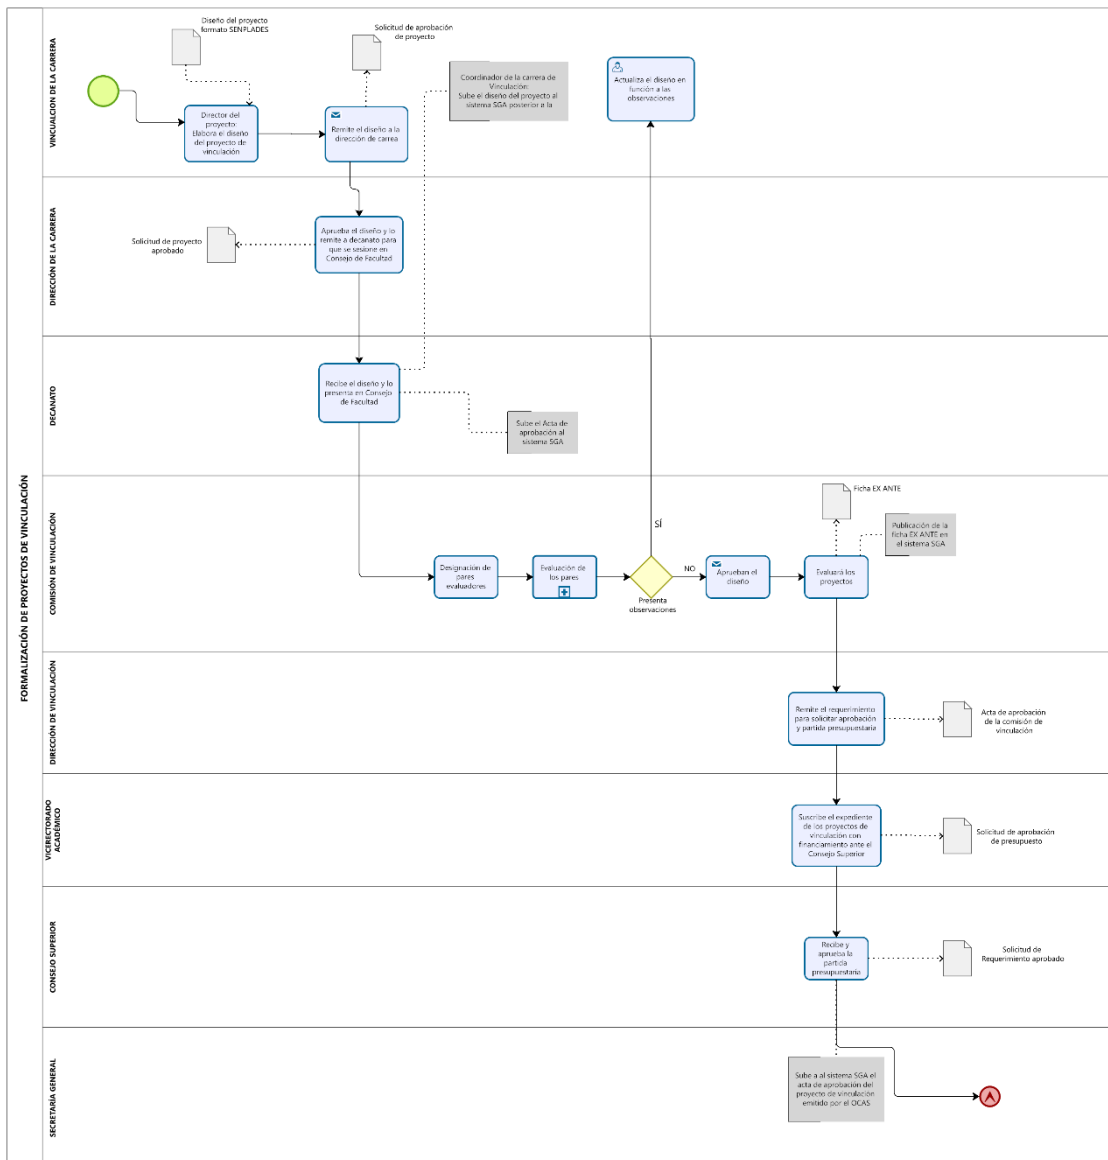 FORMALIZACIÓN DE PROYECTOS DE VINCULACIÓN
VINCUALCION DE LA CARRERA
Diseño del proyecto
formato SENPLADES
Solicitud de aprobación
de proyecto
Director del
proyecto:
Elabora el diseño
del proyecto de
vinculación
Remite el diseño a la
dirección de carrea
Coordinador de la carrera de
Vinculación:
Sube el diseño del proyecto al
sistema SGA posterior a la
Actualiza el diseño en
función a las
observaciones
DIRECCIÓN DE LA CARRERA
Solicitud de proyecto
aprobado
Aprueba el diseño y lo
remite a decanato para
que se sesione en
Consejo de Facultad
DECANATO
Recibe el diseño y lo
presenta en Consejo
de Facultad
Sube el Acta de
aprobación al
sistema SGA
COMISIÓN DE VINCULACIÓN
Designación de
pares
evaluadores
Evaluación de
los pares
SÍ
Presenta
observaciones
NO
Aprueban el
diseño
Ficha EX ANTE
Publicación de la
ficha EX ANTE en
el sistema SGA
Evaluará los
proyectos
DIRECCIÓN DE VINCULACIÓN
Remite el requerimiento
para solicitar aprobación
y partida presupuestaria
Acta de aprobación
de la comisión de
vinculación
VICERECTORADO
ACADÉMICO
Suscribe el expediente
de los proyectos de
vinculación con
financiamiento ante el
Consejo Superior
Solicitud de aprobación
de presupuesto
CONSEJO SUPERIOR
Recibe y
aprueba la
partida
presupuestaria
Solicitud de
Requerimiento aprobado
SECRETARÍA GENERAL
Sube a al sistema SGA el
acta de aprobación del
proyecto de vinculación
emitido por el OCAS